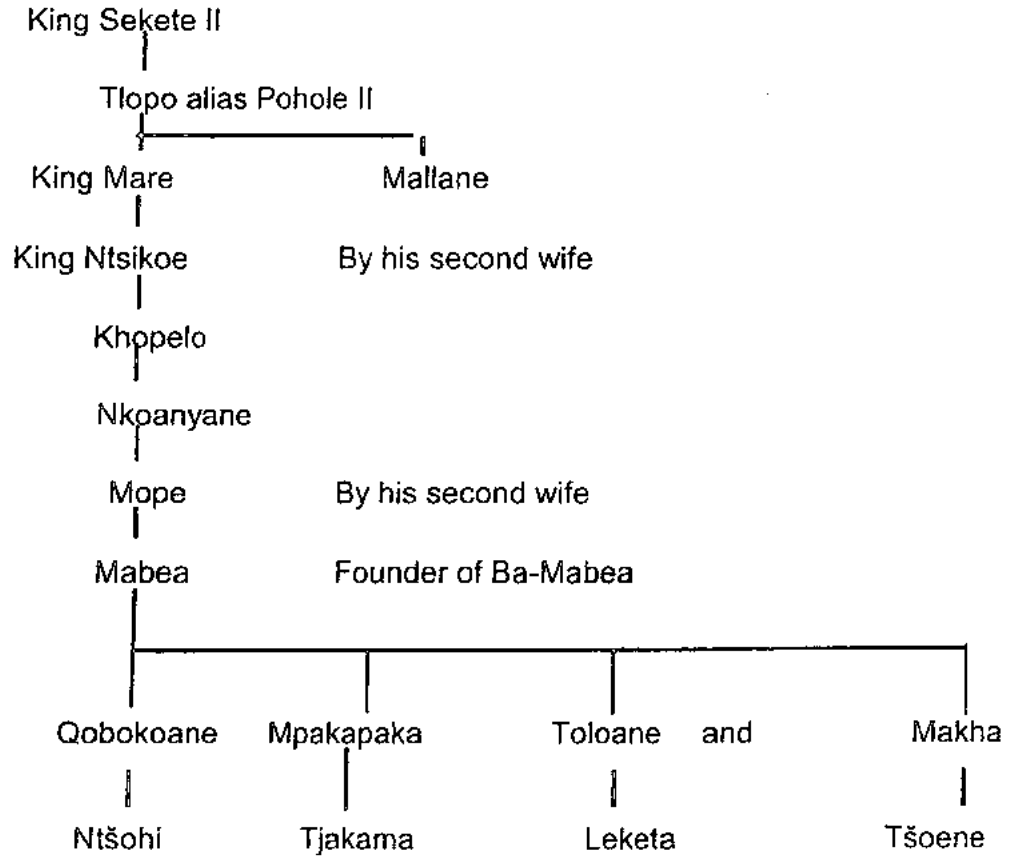 King Sekete II
Tlopo alias Pohole II
King Mare Mallane
King Ntsikoe By his second wife
Khopelo
Nkoanyane
Mope By his second wife
Mabea Founder of Ba-Mabea
Qobokoane Mpakapaka Toloane and Makha
Ntšohi Tjakama Leketa Tšoene